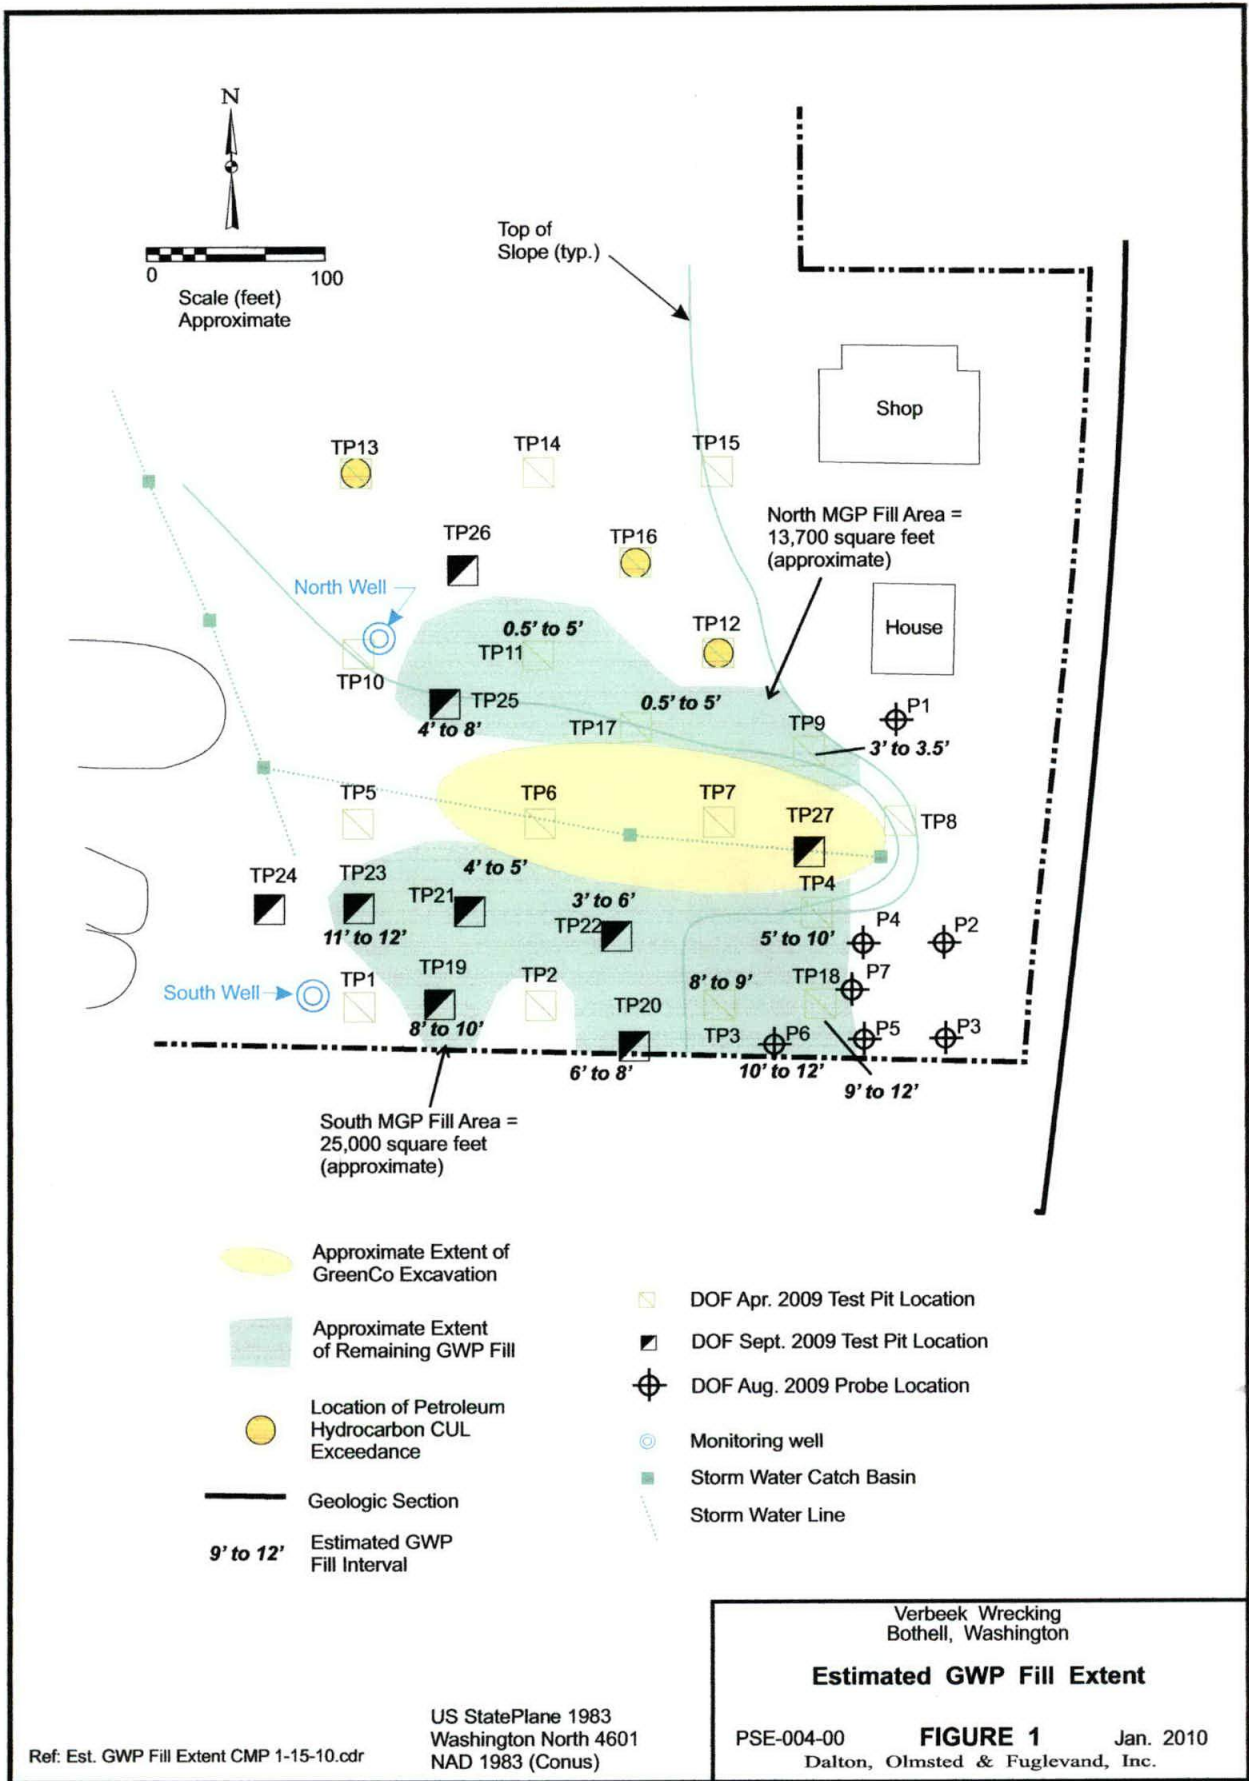 N
0 100
Scale (feet)
Approximate
Top of
Slope (typ.)
Shop
TP13
TP14
TP15
TP26
TP16
North MGP Fill Area =
13,700 square feet
(approximate)
North Well
0.5' to 5'
TP12
House
TP11
TP10
TP25
0.5' to 5'
P1
4' to 8'
TP17
TP9
3' to 3.5'
TP5
TP6
TP7
TP27
TP8
4' to 5'
TP24
TP23
TP21
3' to 6'
TP4
TP22
P4
P2
11' to 12'
5' to 10'
South Well
TP1
TP19
TP2
8' to 9'
TP18
P7
TP20
8' to 10'
TP3
P6
P5
P3
6' to 8'
10' to 12'
9' to 12'
South MGP Fill Area =
25,000 square feet
(approximate)
Approximate Extent of
GreenCo Excavation
Approximate Extent
of Remaining GWP Fill
Location of Petroleum
Hydrocarbon CUL
Exceedance
Geologic Section
9' to 12'
Estimated GWP
Fill Interval
DOF Apr. 2009 Test Pit Location
DOF Sept. 2009 Test Pit Location
DOF Aug. 2009 Probe Location
Monitoring well
Storm Water Catch Basin
Storm Water Line
Ref: Est. GWP Fill Extent CMP 1-15-10.cdr
US StatePlane 1983
Washington North 4601
NAD 1983 (Conus)
Verbeek Wrecking
Bothell, Washington
Estimated GWP Fill Extent
PSE-004-00 FIGURE 1 Jan. 2010
Dalton, Olmsted & Fuglevand, Inc.